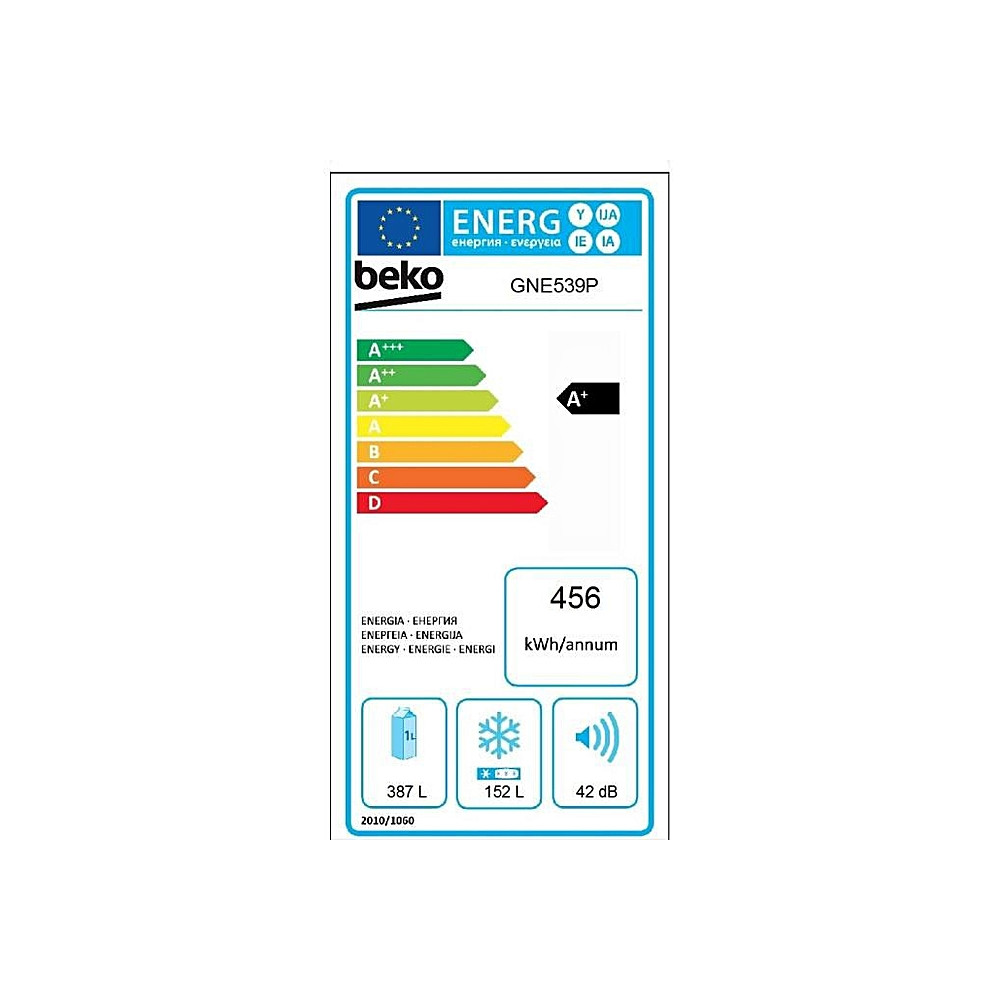 ENERG Y IJA IE IA
енергия · ενεργεια
beko
GNE539P
A+++
A++
A+
A
B
C
D
A+
456
kWh/annum
ENERGIA · ЕНЕРГИЯ
ΕΝΕΡΓΕΙΑ · ENERGIJA
ENERGY · ENERGIE · ENERGI
1L
387 L
152 L
42 dB
2010/1060